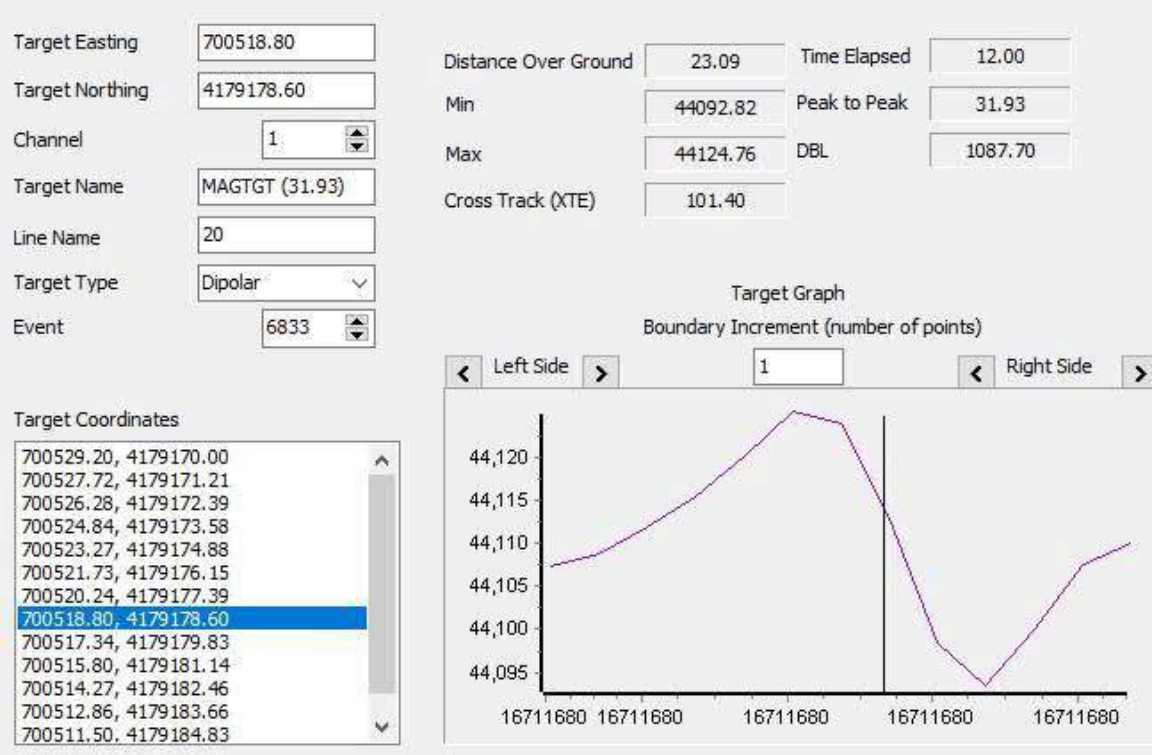 Target Easting 700518.80
Target Northing 4179178.60
Channel 1
Target Name MAGTGT (31.93)
Line Name 20
Target Type Dipolar
Event 6833
Distance Over Ground 23.09 Time Elapsed 12.00
Min 44092.82 Peak to Peak 31.93
Max 44124.76 DBL 1087.70
Cross Track (XTE) 101.40
Target Coordinates
700529.20, 4179170.00
700527.72, 4179171.21
700526.28, 4179172.39
700524.84, 4179173.58
700523.27, 4179174.88
700521.73, 4179176.15
700520.24, 4179177.39
700518.80, 4179178.60
700517.34, 4179179.83
700515.80, 4179181.14
700514.27, 4179182.46
700512.86, 4179183.66
700511.50, 4179184.83
Target Graph
Boundary Increment (number of points)
< Left Side > 1 < Right Side >
44,120
44,115
44,110
44,105
44,100
44,095
16711680 16711680 16711680 16711680 16711680